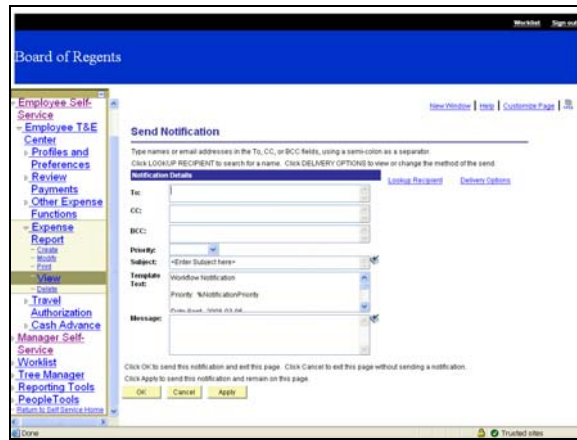 Worklist Sign out
Board of Regents
New Window | Help | Customize Page
Employee Self-
Service
Employee T&E
Center
Profiles and
Preferences
Review
Payments
Other Expense
Functions
Expense
Report
Create
Modify
Print
View
Delete
Travel
Authorization
Cash Advance
Manager Self-
Service
Worklist
Tree Manager
Reporting Tools
PeopleTools
Return to Self Service Home
Send Notification
Type names or email addresses in the To, CC, or BCC fields, using a semi-colon as a separator.
Click LOOKUP RECIPIENT to search for a name. Click DELIVERY OPTIONS to view or change the method of the send.
Notification Details
Lookup Recipient Delivery Options
To:
CC:
BCC:
Priority:
Subject: <Enter Subject here>
Template
Text:
Workflow Notification
Priority: %NotificationPriority
Message:
Click OK to send this notification and exit this page. Click Cancel to exit this page without sending a notification.
Click Apply to send this notification and remain on this page.
OK Cancel Apply
Done Trusted sites